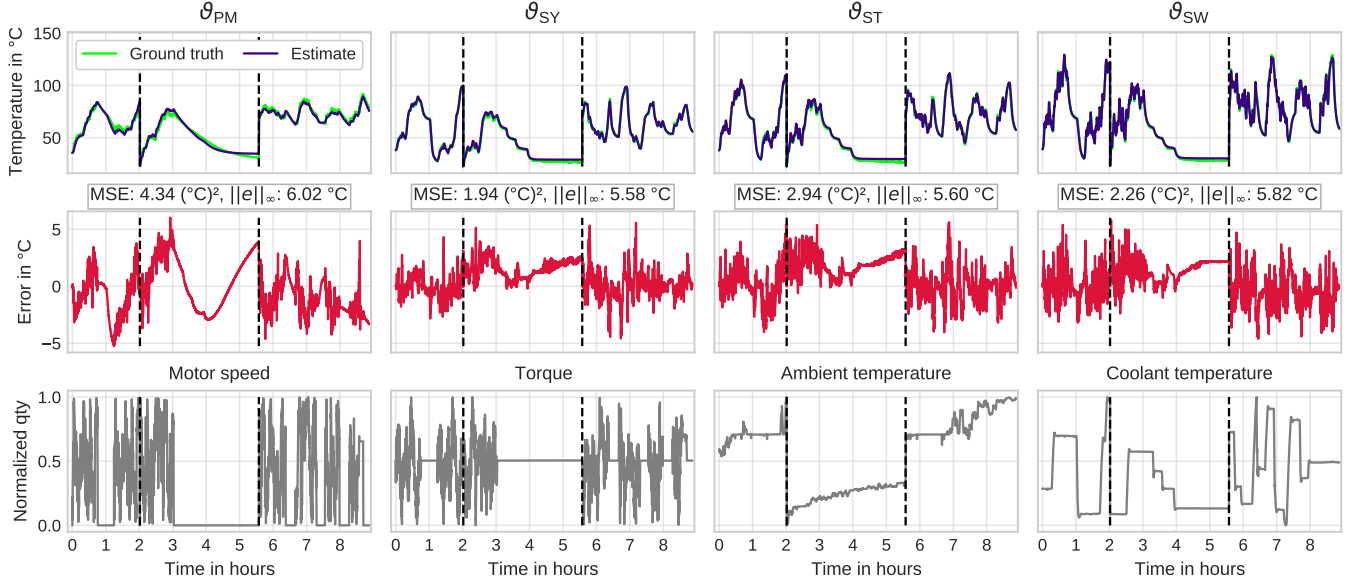 ϑPM ϑSY ϑST ϑSW
Temperature in °C
150
100
50
Ground truth Estimate
MSE: 4.34 (°C)², ||e||∞: 6.02 °C
MSE: 1.94 (°C)², ||e||∞: 5.58 °C
MSE: 2.94 (°C)², ||e||∞: 5.60 °C
MSE: 2.26 (°C)², ||e||∞: 5.82 °C
Error in °C
5
0
−5
Motor speed Torque Ambient temperature Coolant temperature
Normalized qty
1.0
0.5
0.0
0 1 2 3 4 5 6 7 8 0 1 2 3 4 5 6 7 8 0 1 2 3 4 5 6 7 8 0 1 2 3 4 5 6 7 8
Time in hours Time in hours Time in hours Time in hours